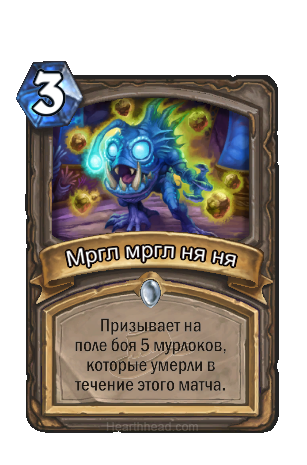 3
Мргл мргл ня ня
Призывает на
поле боя 5 мурлоков,
которые умерли в
течение этого матча.
Hearthhead.com